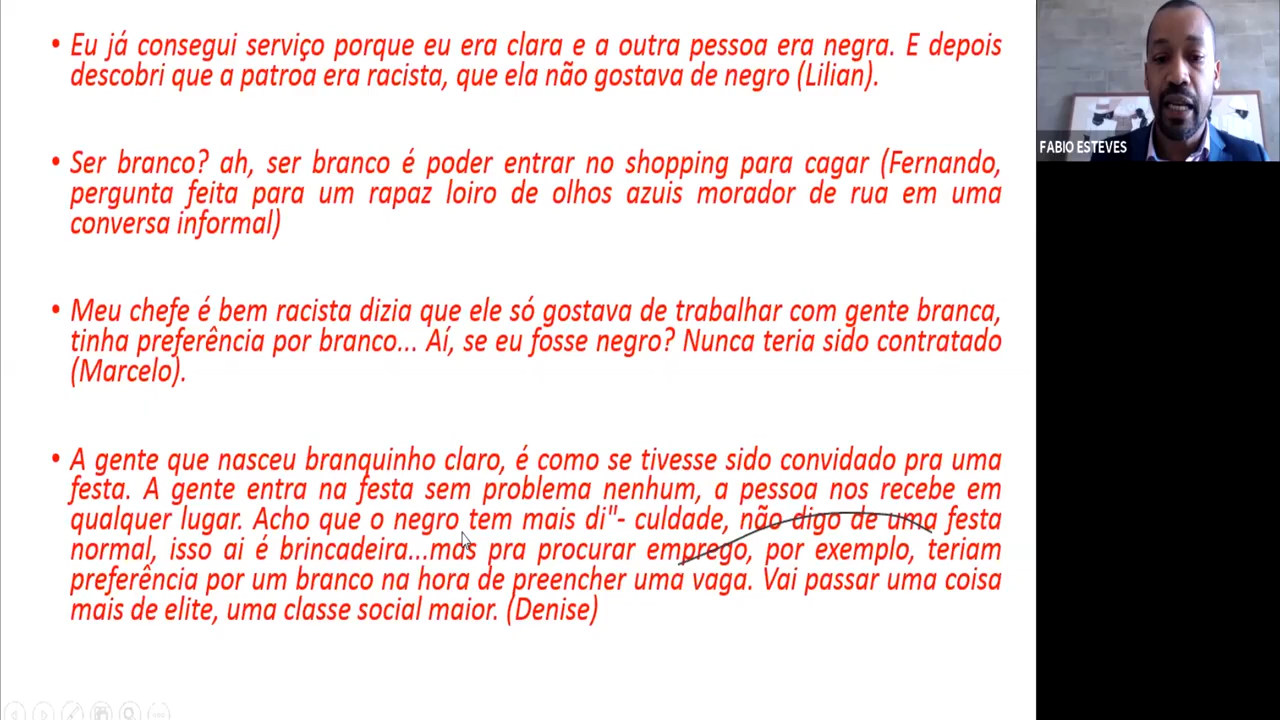 • Eu já consegui serviço porque eu era clara e a outra pessoa era negra. E depois
descobri que a patroa era racista, que ela não gostava de negro (Lilian).
• Ser branco? ah, ser branco é poder entrar no shopping para cagar (Fernando,
pergunta feita para um rapaz loiro de olhos azuis morador de rua em uma
conversa informal)
• Meu chefe é bem racista dizia que ele só gostava de trabalhar com gente branca,
tinha preferência por branco... Aí, se eu fosse negro? Nunca teria sido contratado
(Marcelo).
• A gente que nasceu branquinho claro, é como se tivesse sido convidado pra uma
festa. A gente entra na festa sem problema nenhum, a pessoa nos recebe em
qualquer lugar. Acho que o negro tem mais di"- culdade, não digo de uma festa
normal, isso ai é brincadeira...mas pra procurar emprego, por exemplo, teriam
preferência por um branco na hora de preencher uma vaga. Vai passar uma coisa
mais de elite, uma classe social maior. (Denise)
FABIO ESTEVES